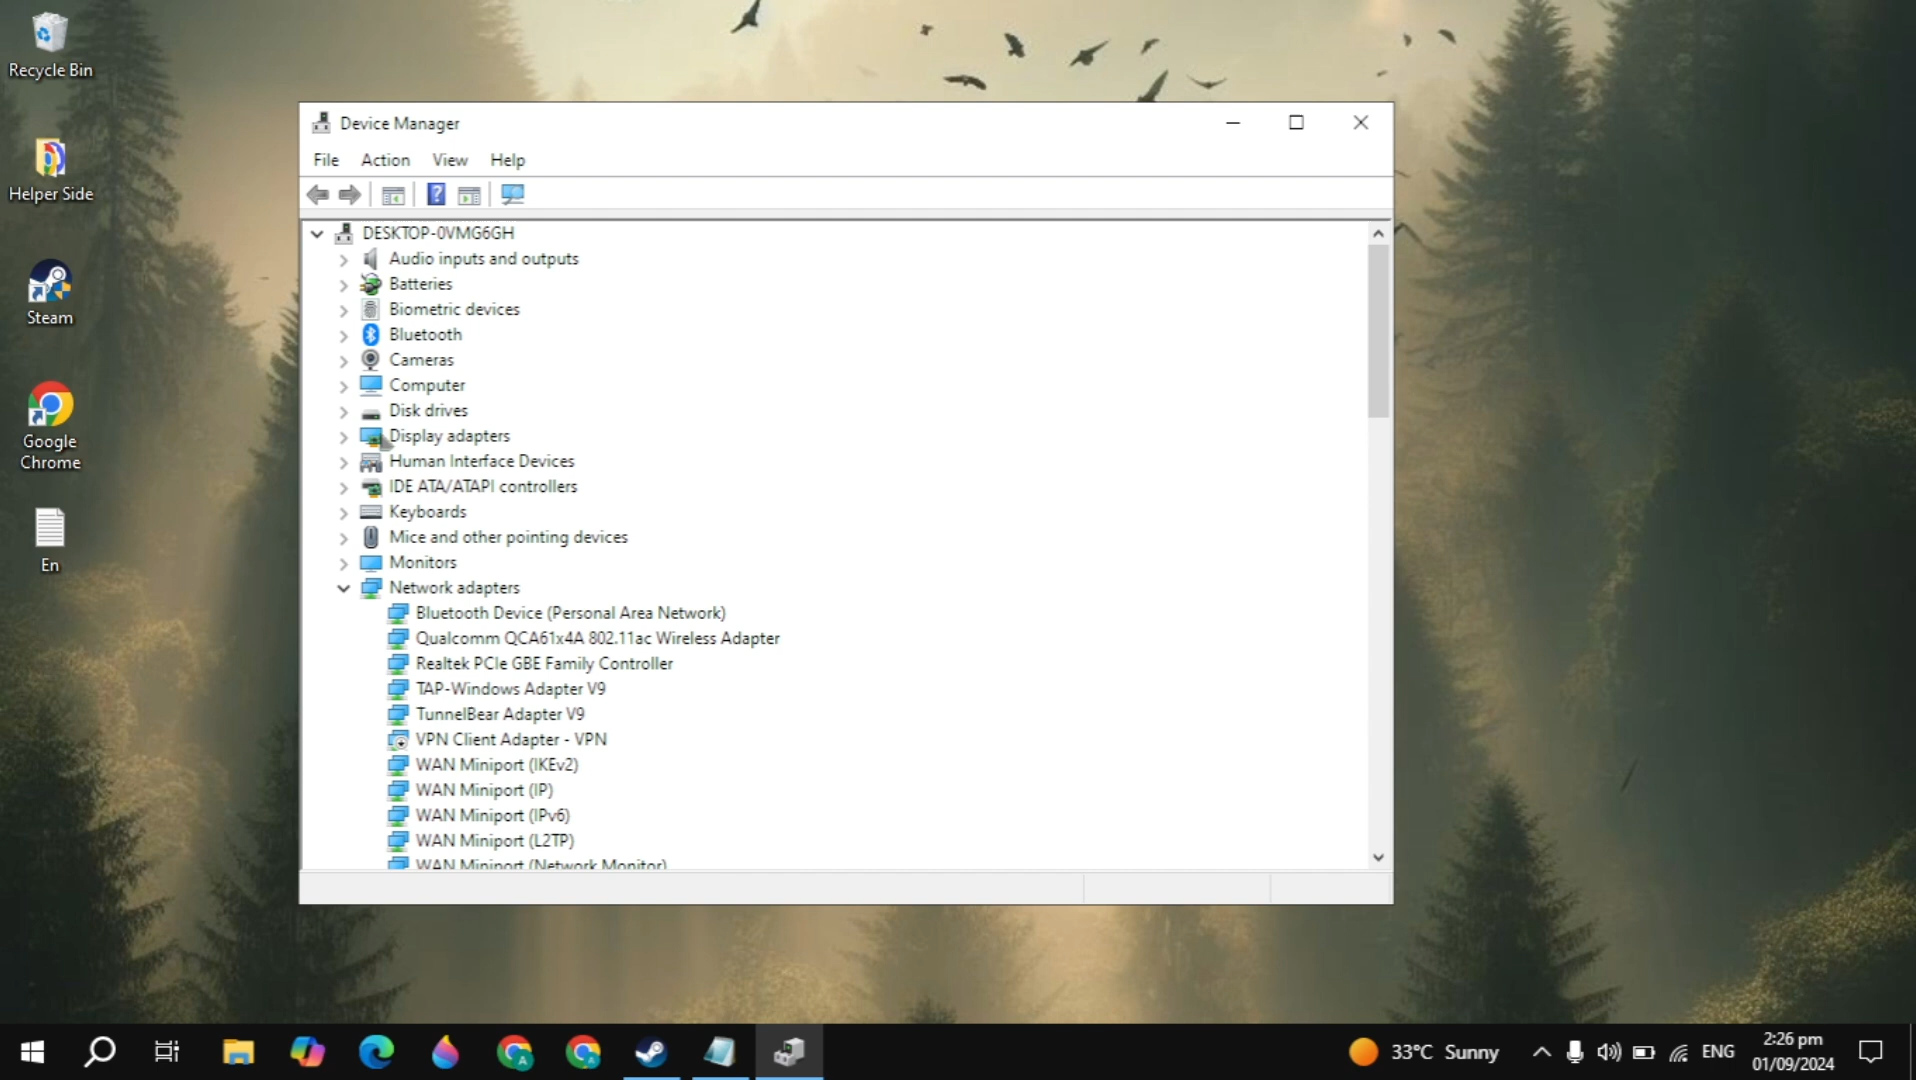 Recycle Bin
Helper Side
Steam
Google
Chrome
En
Device Manager
File Action View Help
DESKTOP-0VMG6GH
Audio inputs and outputs
Batteries
Biometric devices
Bluetooth
Cameras
Computer
Disk drives
Display adapters
Human Interface Devices
IDE ATA/ATAPI controllers
Keyboards
Mice and other pointing devices
Monitors
Network adapters
Bluetooth Device (Personal Area Network)
Qualcomm QCA61x4A 802.11ac Wireless Adapter
Realtek PCIe GBE Family Controller
TAP-Windows Adapter V9
TunnelBear Adapter V9
VPN Client Adapter - VPN
WAN Miniport (IKEv2)
WAN Miniport (IP)
WAN Miniport (IPv6)
WAN Miniport (L2TP)
WAN Miniport (Network Monitor)
33°C Sunny
ENG
2:26 pm
01/09/2024